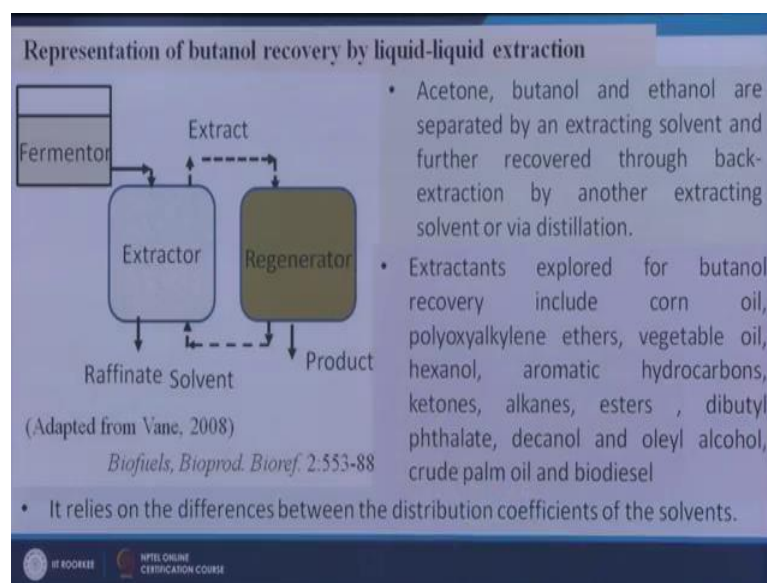 Representation of butanol recovery by liquid-liquid extraction
Fermentor
Extract
Extractor
Regenerator
Raffinate Solvent
Product
(Adapted from Vane, 2008)
Biofuels, Bioprod. Bioref. 2:553-88
• Acetone, butanol and ethanol are
separated by an extracting solvent and
further recovered through back-
extraction by another extracting
solvent or via distillation.
• Extractants explored for butanol
recovery include corn oil,
polyoxyalkylene ethers, vegetable oil,
hexanol, aromatic hydrocarbons,
ketones, alkanes, esters , dibutyl
phthalate, decanol and oleyl alcohol,
crude palm oil and biodiesel
• It relies on the differences between the distribution coefficients of the solvents.
IIT ROORKEE
NPTEL ONLINE
CERTIFICATION COURSE